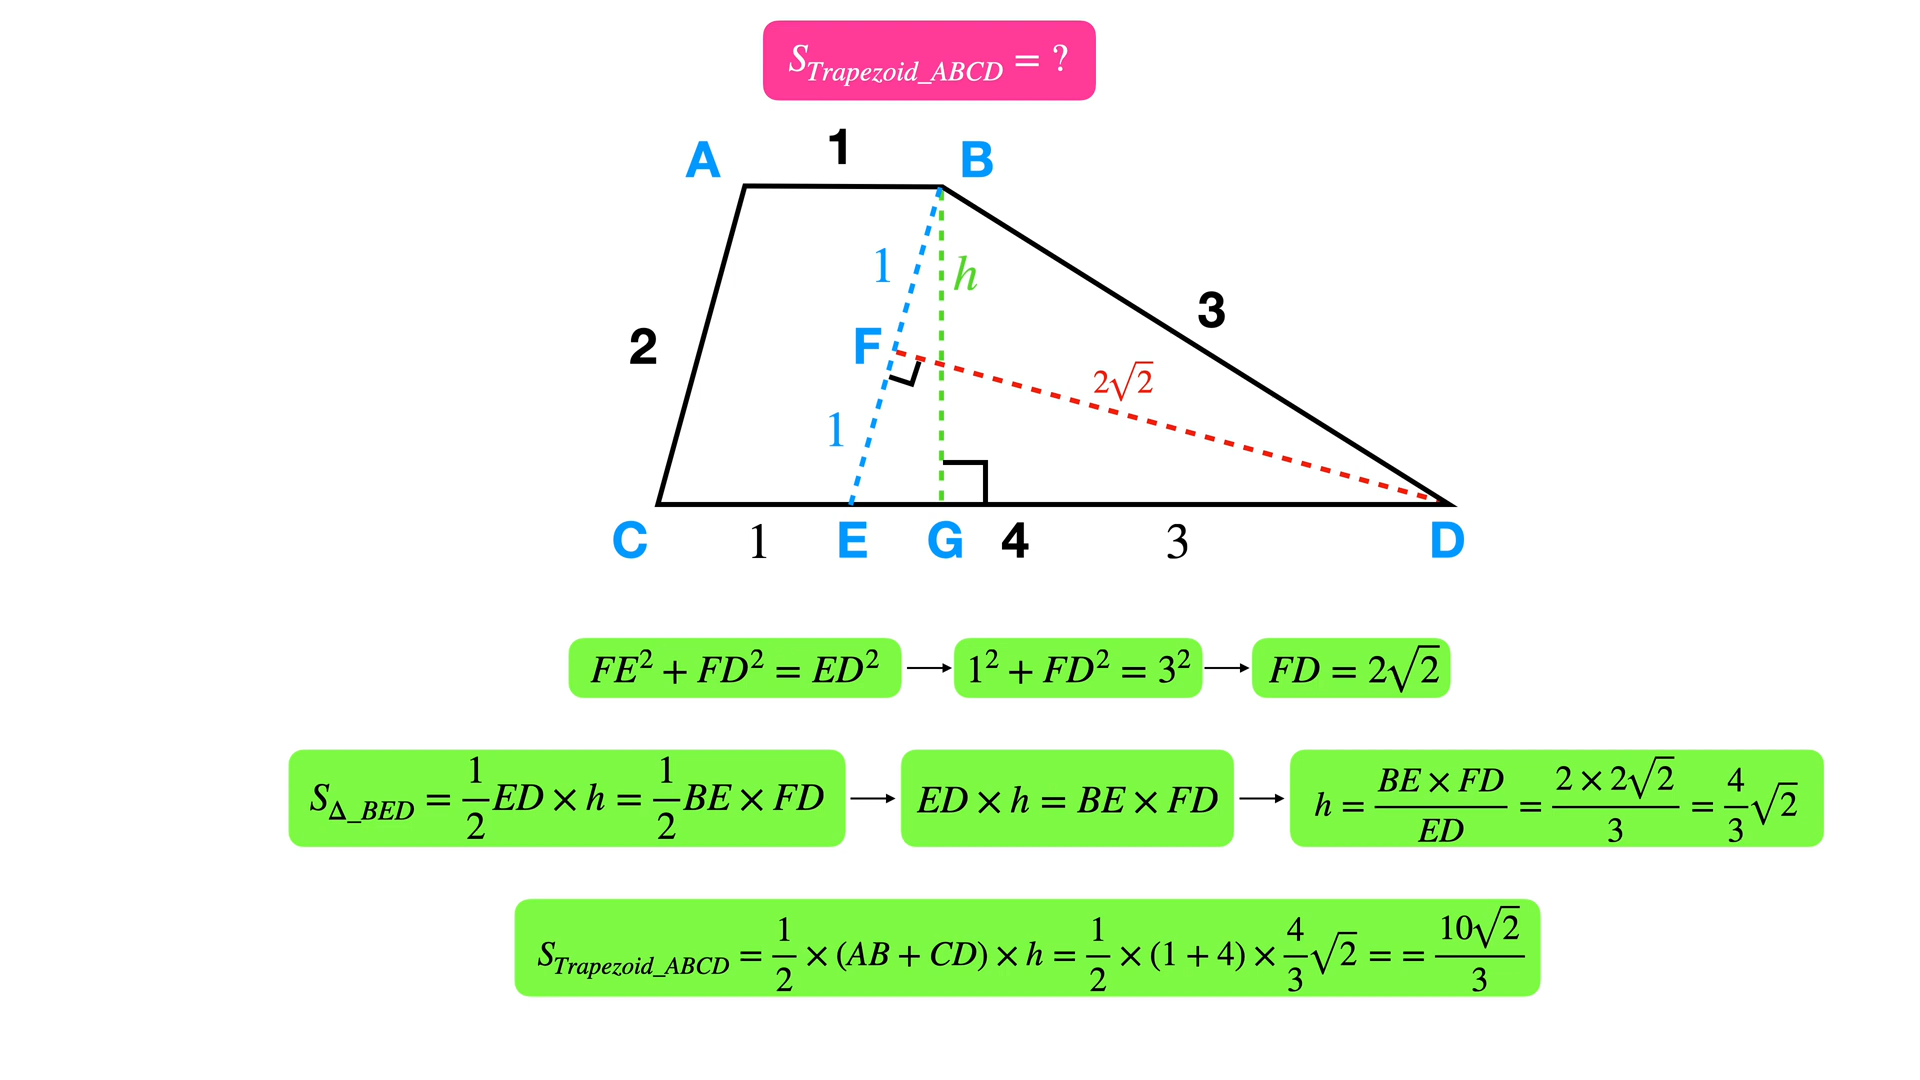 S_Trapezoid_ABCD = ?
1
A B
1 h
2 F 3
2√2
1
C 1 E G 4 3 D
FE² + FD² = ED² → 1² + FD² = 3² → FD = 2√2
S_Δ_BED = 1/2 ED × h = 1/2 BE × FD → ED × h = BE × FD → h = (BE × FD)/ED = (2 × 2√2)/3 = 4/3 √2
S_Trapezoid_ABCD = 1/2 × (AB + CD) × h = 1/2 × (1 + 4) × 4/3 √2 = = 10√2/3